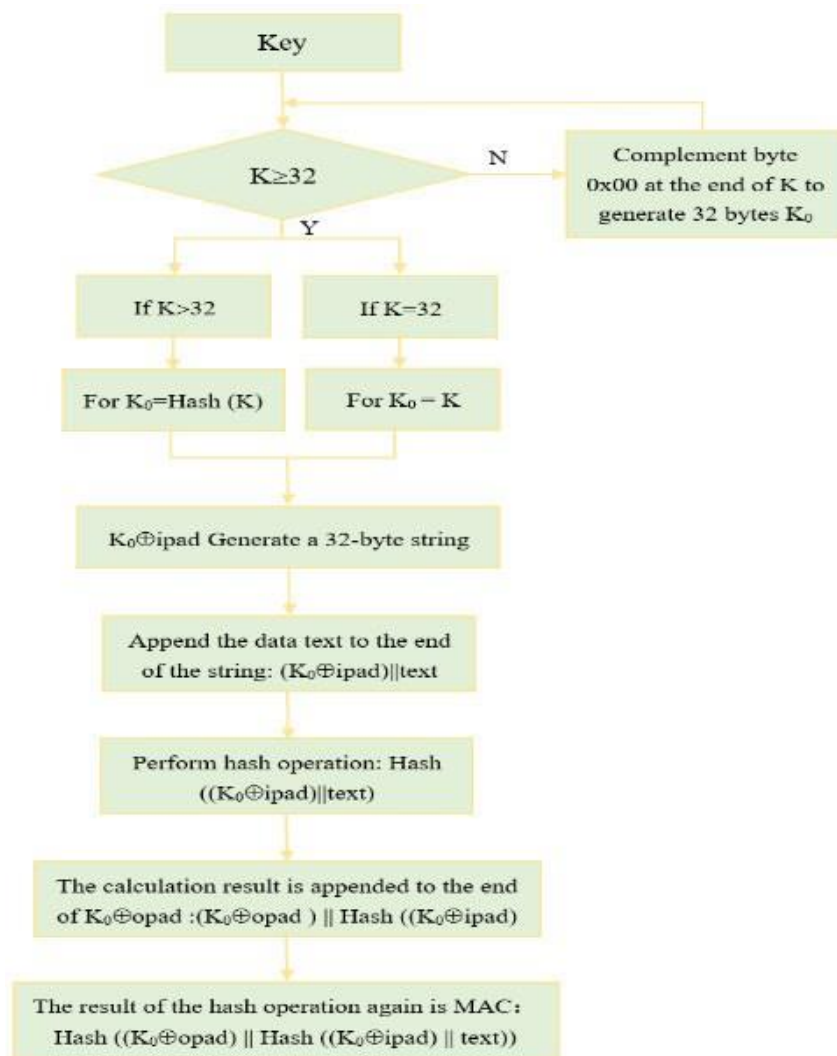 Key
K≥32
N
Complement byte
0x00 at the end of K to
generate 32 bytes K₀
Y
If K>32
If K=32
For K₀=Hash (K)
For K₀ = K
K₀⊕ipad Generate a 32-byte string
Append the data text to the end
of the string: (K₀⊕ipad)||text
Perform hash operation: Hash
((K₀⊕ipad)||text)
The calculation result is appended to the end
of K₀⊕opad :(K₀⊕opad ) || Hash ((K₀⊕ipad)
The result of the hash operation again is MAC：
Hash ((K₀⊕opad) || Hash ((K₀⊕ipad) || text))